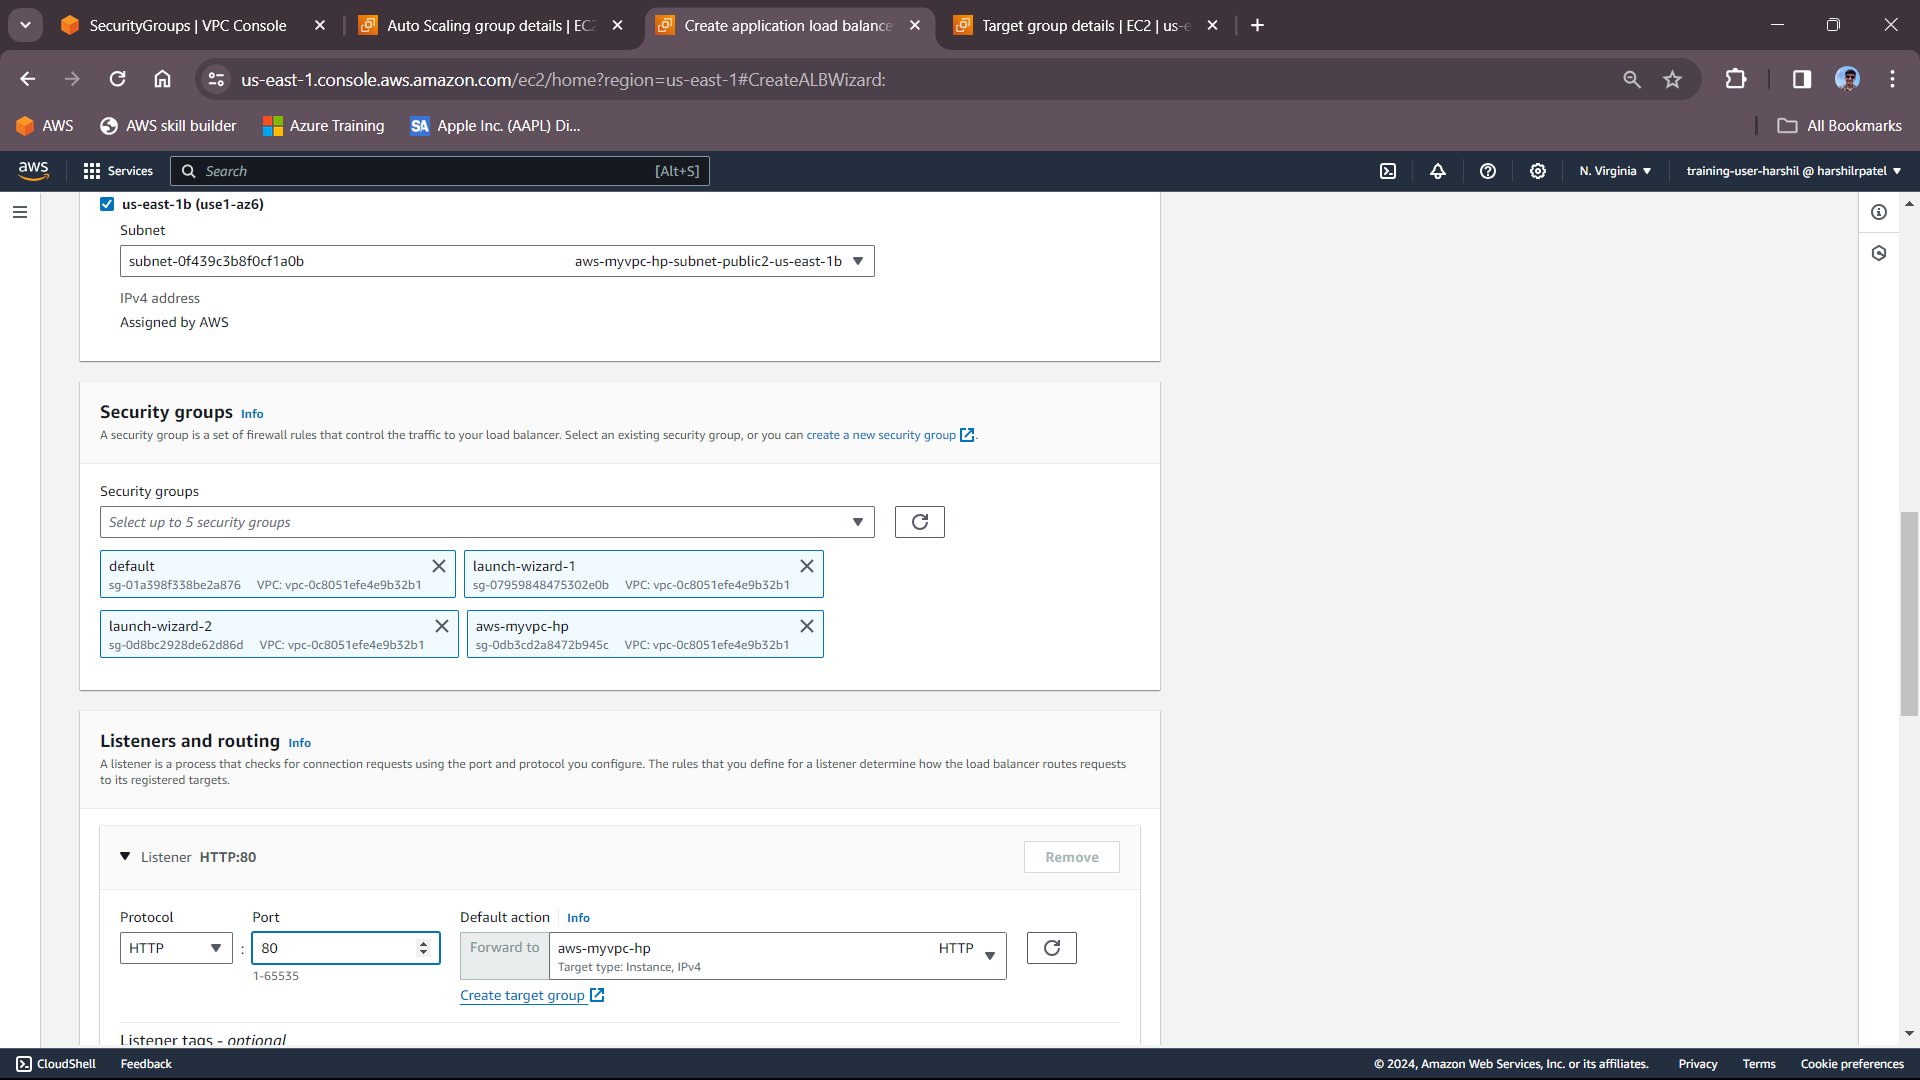 SecurityGroups | VPC Console
Auto Scaling group details | EC2
Create application load balance
Target group details | EC2 | us-e
us-east-1.console.aws.amazon.com/ec2/home?region=us-east-1#CreateALBWizard:
AWS
AWS skill builder
Azure Training
SA
Apple Inc. (AAPL) Di...
All Bookmarks
aws
Services
Search
[Alt+S]
N. Virginia
training-user-harshil @ harshilrpatel
us-east-1b (use1-az6)
Subnet
subnet-0f439c3b8f0cf1a0b aws-myvpc-hp-subnet-public2-us-east-1b
IPv4 address
Assigned by AWS
Security groups Info
A security group is a set of firewall rules that control the traffic to your load balancer. Select an existing security group, or you can create a new security group.
Security groups
Select up to 5 security groups
default
sg-01a398f338be2a876 VPC: vpc-0c8051efe4e9b32b1
launch-wizard-1
sg-07959848475302e0b VPC: vpc-0c8051efe4e9b32b1
launch-wizard-2
sg-0d8bc2928de62d86d VPC: vpc-0c8051efe4e9b32b1
aws-myvpc-hp
sg-0db3cd2a8472b945c VPC: vpc-0c8051efe4e9b32b1
Listeners and routing Info
A listener is a process that checks for connection requests using the port and protocol you configure. The rules that you define for a listener determine how the load balancer routes requests
to its registered targets.
Listener HTTP:80
Remove
Protocol
Port
Default action Info
HTTP
:
80
Forward to
aws-myvpc-hp HTTP
Target type: Instance, IPv4
1-65535
Create target group
Listener tags - optional
CloudShell
Feedback
© 2024, Amazon Web Services, Inc. or its affiliates.
Privacy
Terms
Cookie preferences